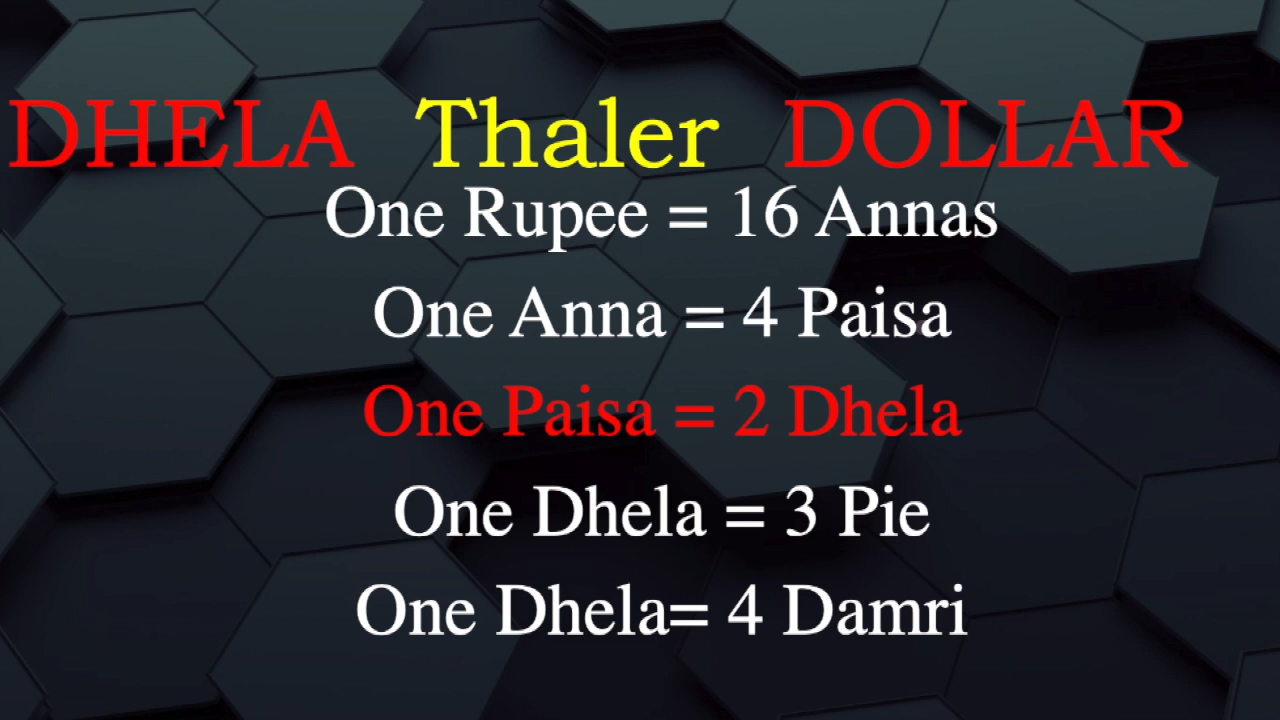 DHELA Thaler DOLLAR
One Rupee = 16 Annas
One Anna = 4 Paisa
One Paisa = 2 Dhela
One Dhela = 3 Pie
One Dhela= 4 Damri